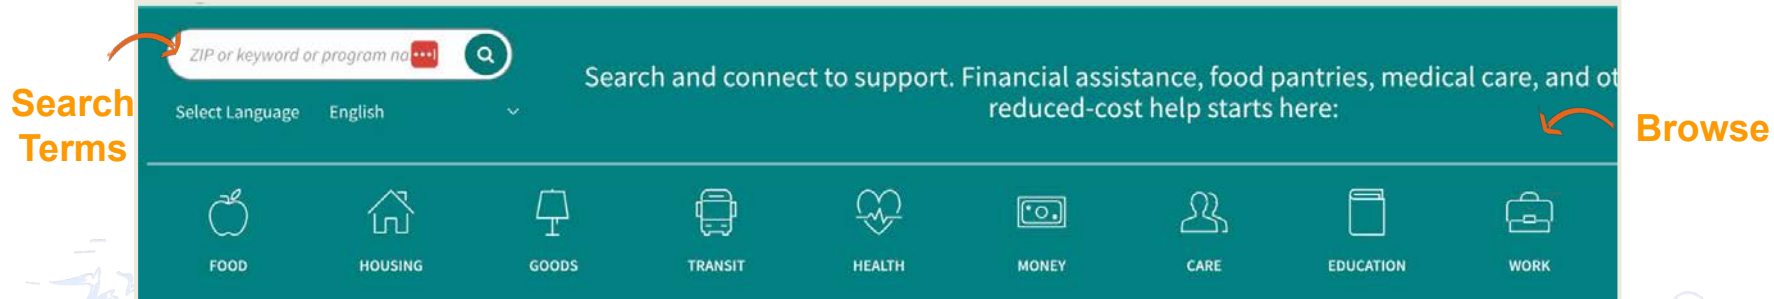 Search
Terms
ZIP or keyword or program na
Select Language English
Search and connect to support. Financial assistance, food pantries, medical care, and ot
reduced-cost help starts here:
Browse
FOOD HOUSING GOODS TRANSIT HEALTH MONEY CARE EDUCATION WORK